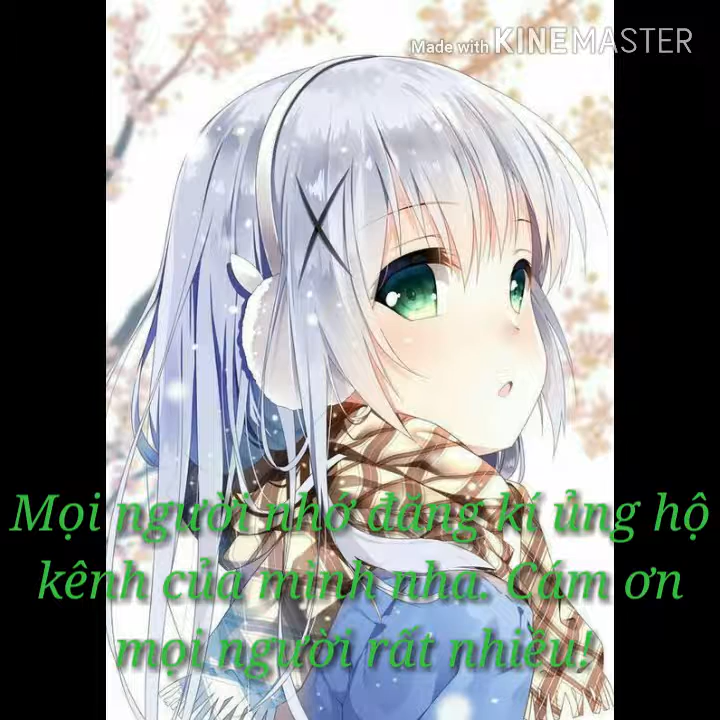 Made with KINEMASTER
Mọi người nhớ đăng kí ủng hộ
kênh của mình nha. Cám ơn
mọi người rất nhiều!